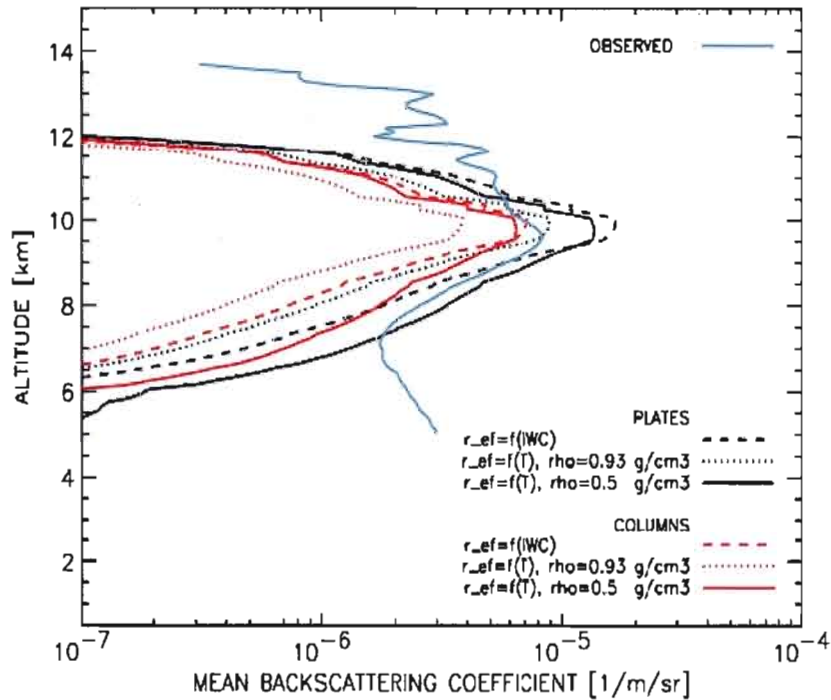 14
12
10
8
6
4
2
ALTITUDE [km]
OBSERVED
PLATES
r_ef=f(IWC)
r_ef=f(T), rho=0.93 g/cm3
r_ef=f(T), rho=0.5 g/cm3
COLUMNS
r_ef=f(IWC)
r_ef=f(T), rho=0.93 g/cm3
r_ef=f(T), rho=0.5 g/cm3
10⁻⁷ 10⁻⁶ 10⁻⁵ 10⁻⁴
MEAN BACKSCATTERING COEFFICIENT [1/m/sr]